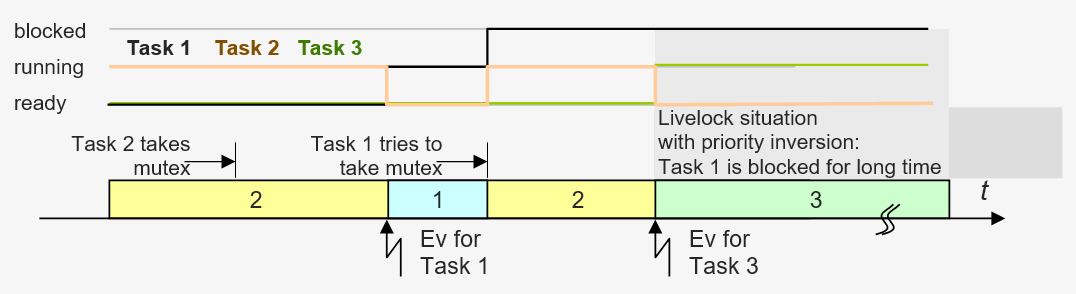 blocked
Task 1 Task 2 Task 3
running
ready
Task 2 takes
mutex
Task 1 tries to
take mutex
Livelock situation
with priority inversion:
Task 1 is blocked for long time
2
1
2
3
t
Ev for
Task 1
Ev for
Task 3